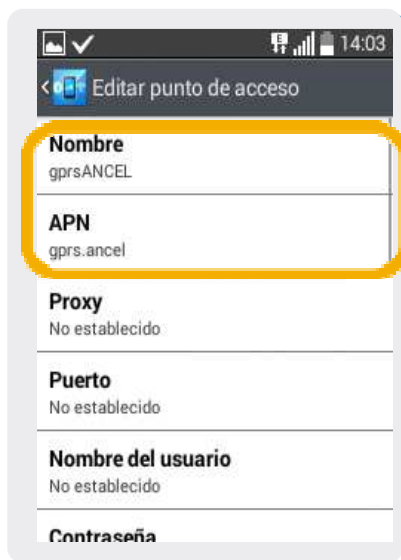 14:03
Editar punto de acceso
Nombre
gprsANCEL
APN
gprs.ancel
Proxy
No establecido
Puerto
No establecido
Nombre del usuario
No establecido
Contraseña